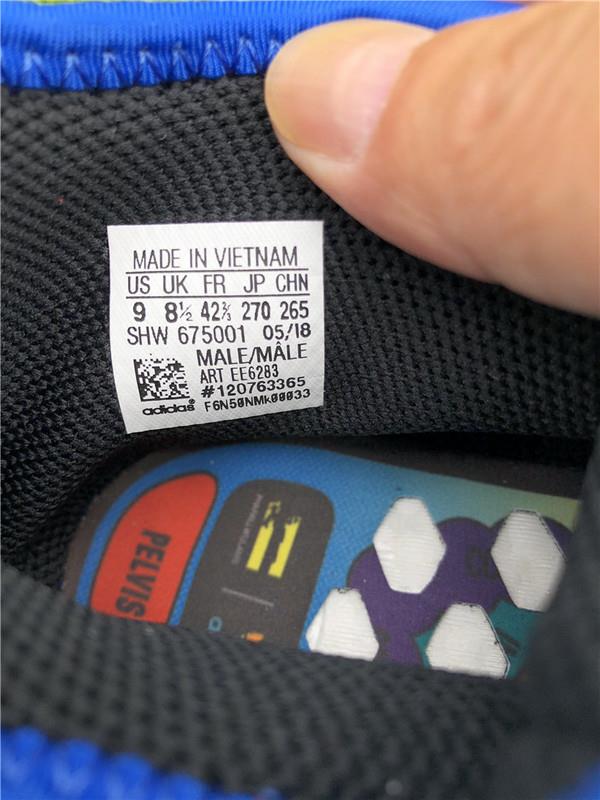 MADE IN VIETNAM
US UK FR JP CHN
9 8½ 42⅔ 270 265
SHW 675001 05/18
MALE/MÂLE
ART EE6283
#120763365
adidas® F6N50NMk00033
PELVIS